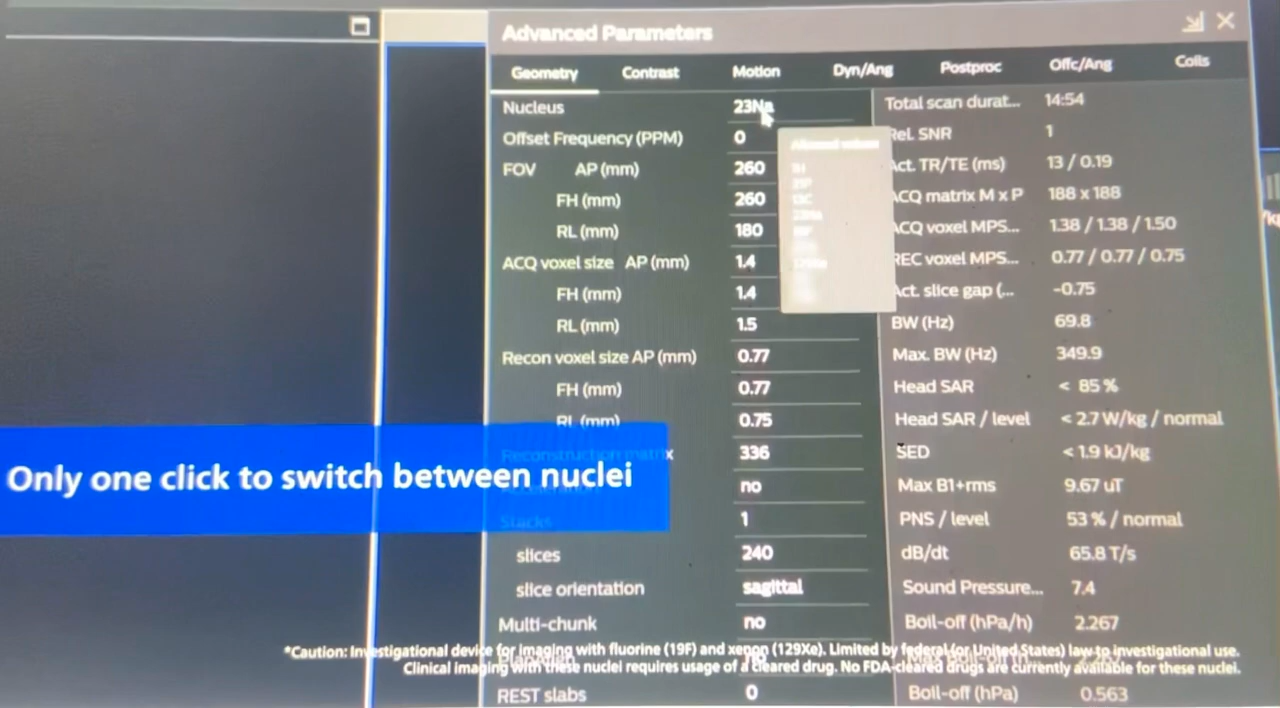 Advanced Parameters
Geometry Contrast Motion Dyn/Ang Postproc Offc/Ang Coils
Nucleus 23Na Total scan durat... 14:54
Offset Frequency (PPM) 0 Rel. SNR 1
FOV AP (mm) 260 Act. TR/TE (ms) 13 / 0.19
FH (mm) 260 ACQ matrix M x P 188 x 188
RL (mm) 180 ACQ voxel MPS... 1.38 / 1.38 / 1.50
ACQ voxel size AP (mm) 1.4 REC voxel MPS... 0.77 / 0.77 / 0.75
FH (mm) 1.4 Act. slice gap (... -0.75
RL (mm) 1.5 BW (Hz) 69.8
Recon voxel size AP (mm) 0.77 Max. BW (Hz) 349.9
FH (mm) 0.77 Head SAR < 85 %
RL (mm) 0.75 Head SAR / level < 2.7 W/kg / normal
Reconstruction matrix 336 SED < 1.9 kJ/kg
no Max B1+rms 9.67 uT
Only one click to switch between nuclei
Stacks 1 PNS / level 53 % / normal
slices 240 dB/dt 65.8 T/s
slice orientation sagittal Sound Pressure... 7.4
Multi-chunk no Boil-off (hPa/h) 2.267
*Caution: Investigational device for imaging with fluorine (19F) and xenon (129Xe). Limited by federal (or United States) law to investigational use.
Clinical imaging with these nuclei requires usage of a cleared drug. No FDA-cleared drugs are currently available for these nuclei.
REST slabs 0 Boil-off (hPa) 0.563